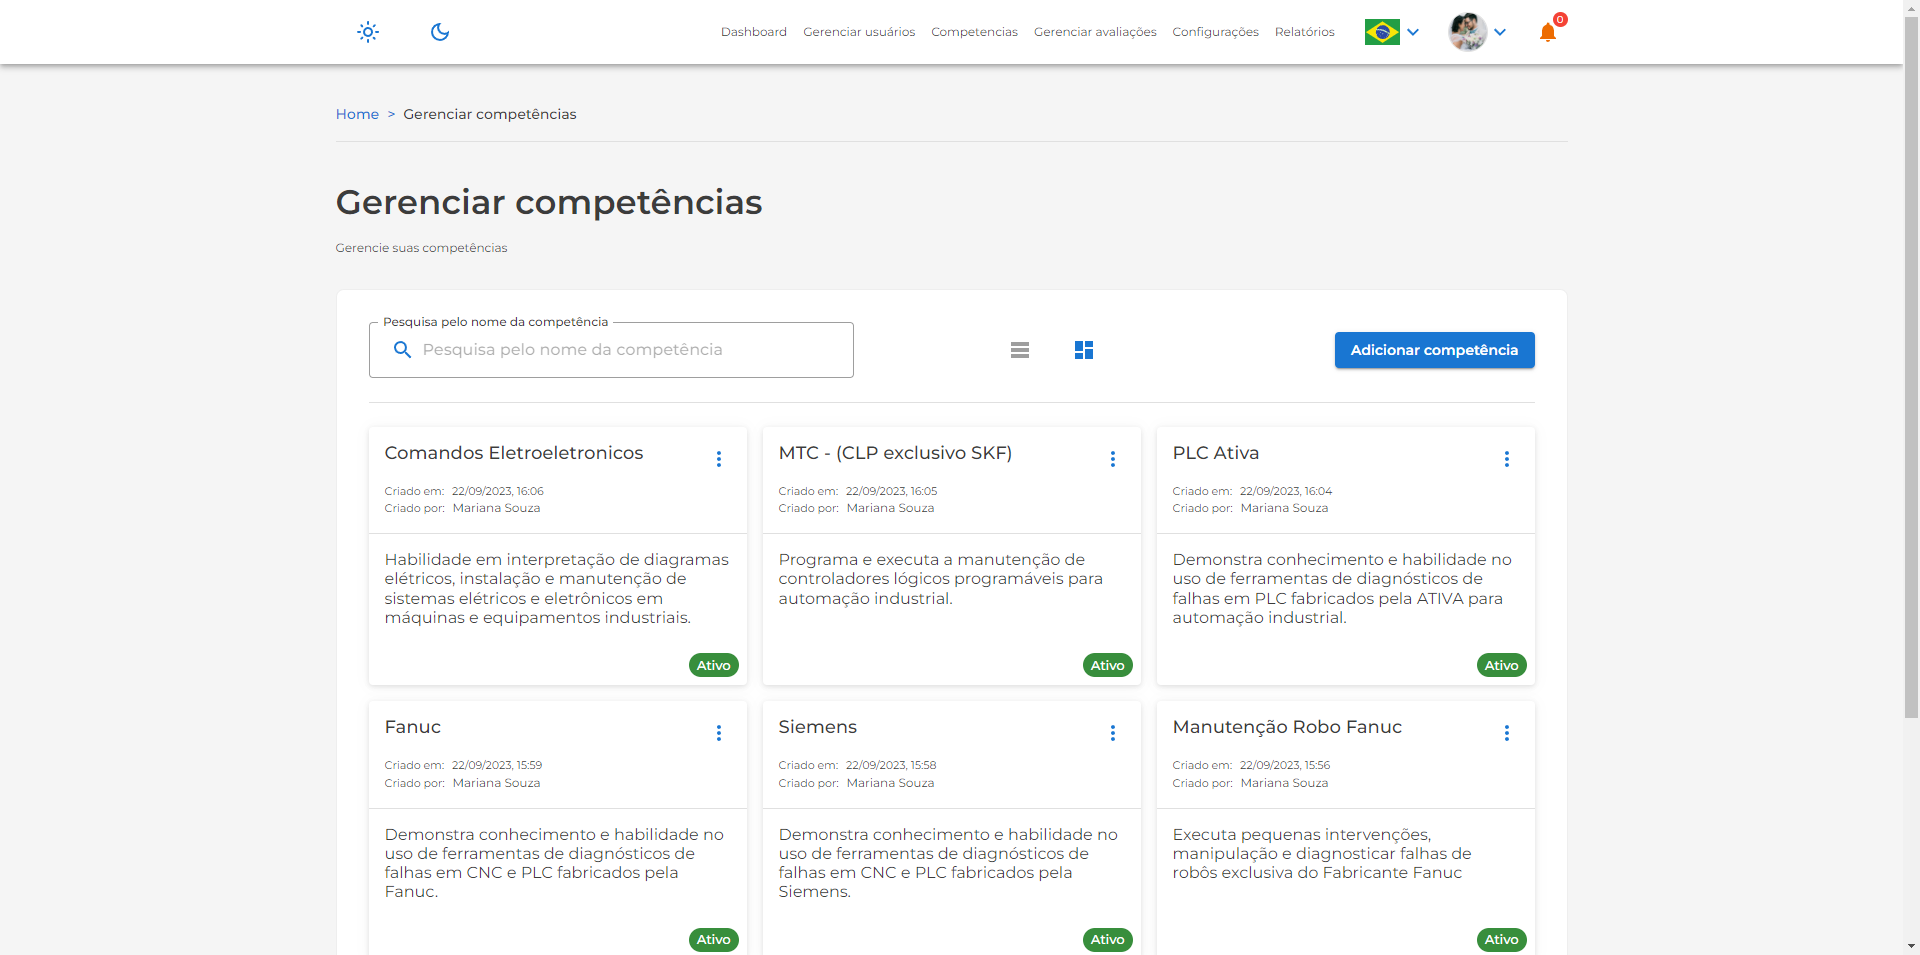 Dashboard Gerenciar usuários Competencias Gerenciar avaliações Configurações Relatórios 0
Home > Gerenciar competências
Gerenciar competências
Gerencie suas competências
Pesquisa pelo nome da competência
Pesquisa pelo nome da competência
Adicionar competência
Comandos Eletroeletronicos
Criado em: 22/09/2023, 16:06
Criado por: Mariana Souza
Habilidade em interpretação de diagramas
elétricos, instalação e manutenção de
sistemas elétricos e eletrônicos em
máquinas e equipamentos industriais.
Ativo
MTC - (CLP exclusivo SKF)
Criado em: 22/09/2023, 16:05
Criado por: Mariana Souza
Programa e executa a manutenção de
controladores lógicos programáveis para
automação industrial.
Ativo
PLC Ativa
Criado em: 22/09/2023, 16:04
Criado por: Mariana Souza
Demonstra conhecimento e habilidade no
uso de ferramentas de diagnósticos de
falhas em PLC fabricados pela ATIVA para
automação industrial.
Ativo
Fanuc
Criado em: 22/09/2023, 15:59
Criado por: Mariana Souza
Demonstra conhecimento e habilidade no
uso de ferramentas de diagnósticos de
falhas em CNC e PLC fabricados pela
Fanuc.
Ativo
Siemens
Criado em: 22/09/2023, 15:58
Criado por: Mariana Souza
Demonstra conhecimento e habilidade no
uso de ferramentas de diagnósticos de
falhas em CNC e PLC fabricados pela
Siemens.
Ativo
Manutenção Robo Fanuc
Criado em: 22/09/2023, 15:56
Criado por: Mariana Souza
Executa pequenas intervenções,
manipulação e diagnosticar falhas de
robôs exclusiva do Fabricante Fanuc
Ativo